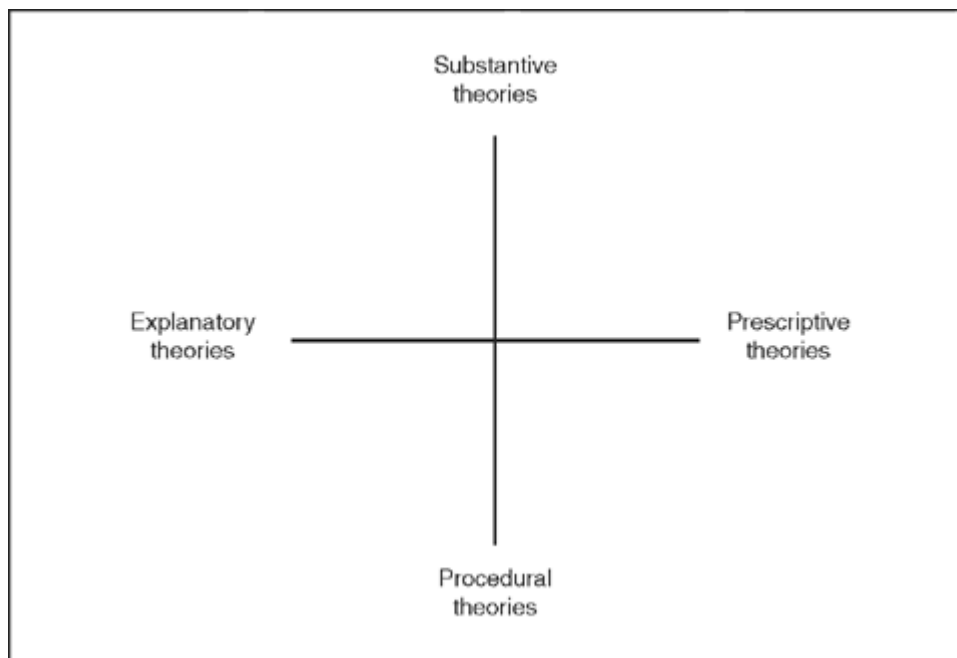 Substantive
theories
Explanatory
theories
Prescriptive
theories
Procedural
theories